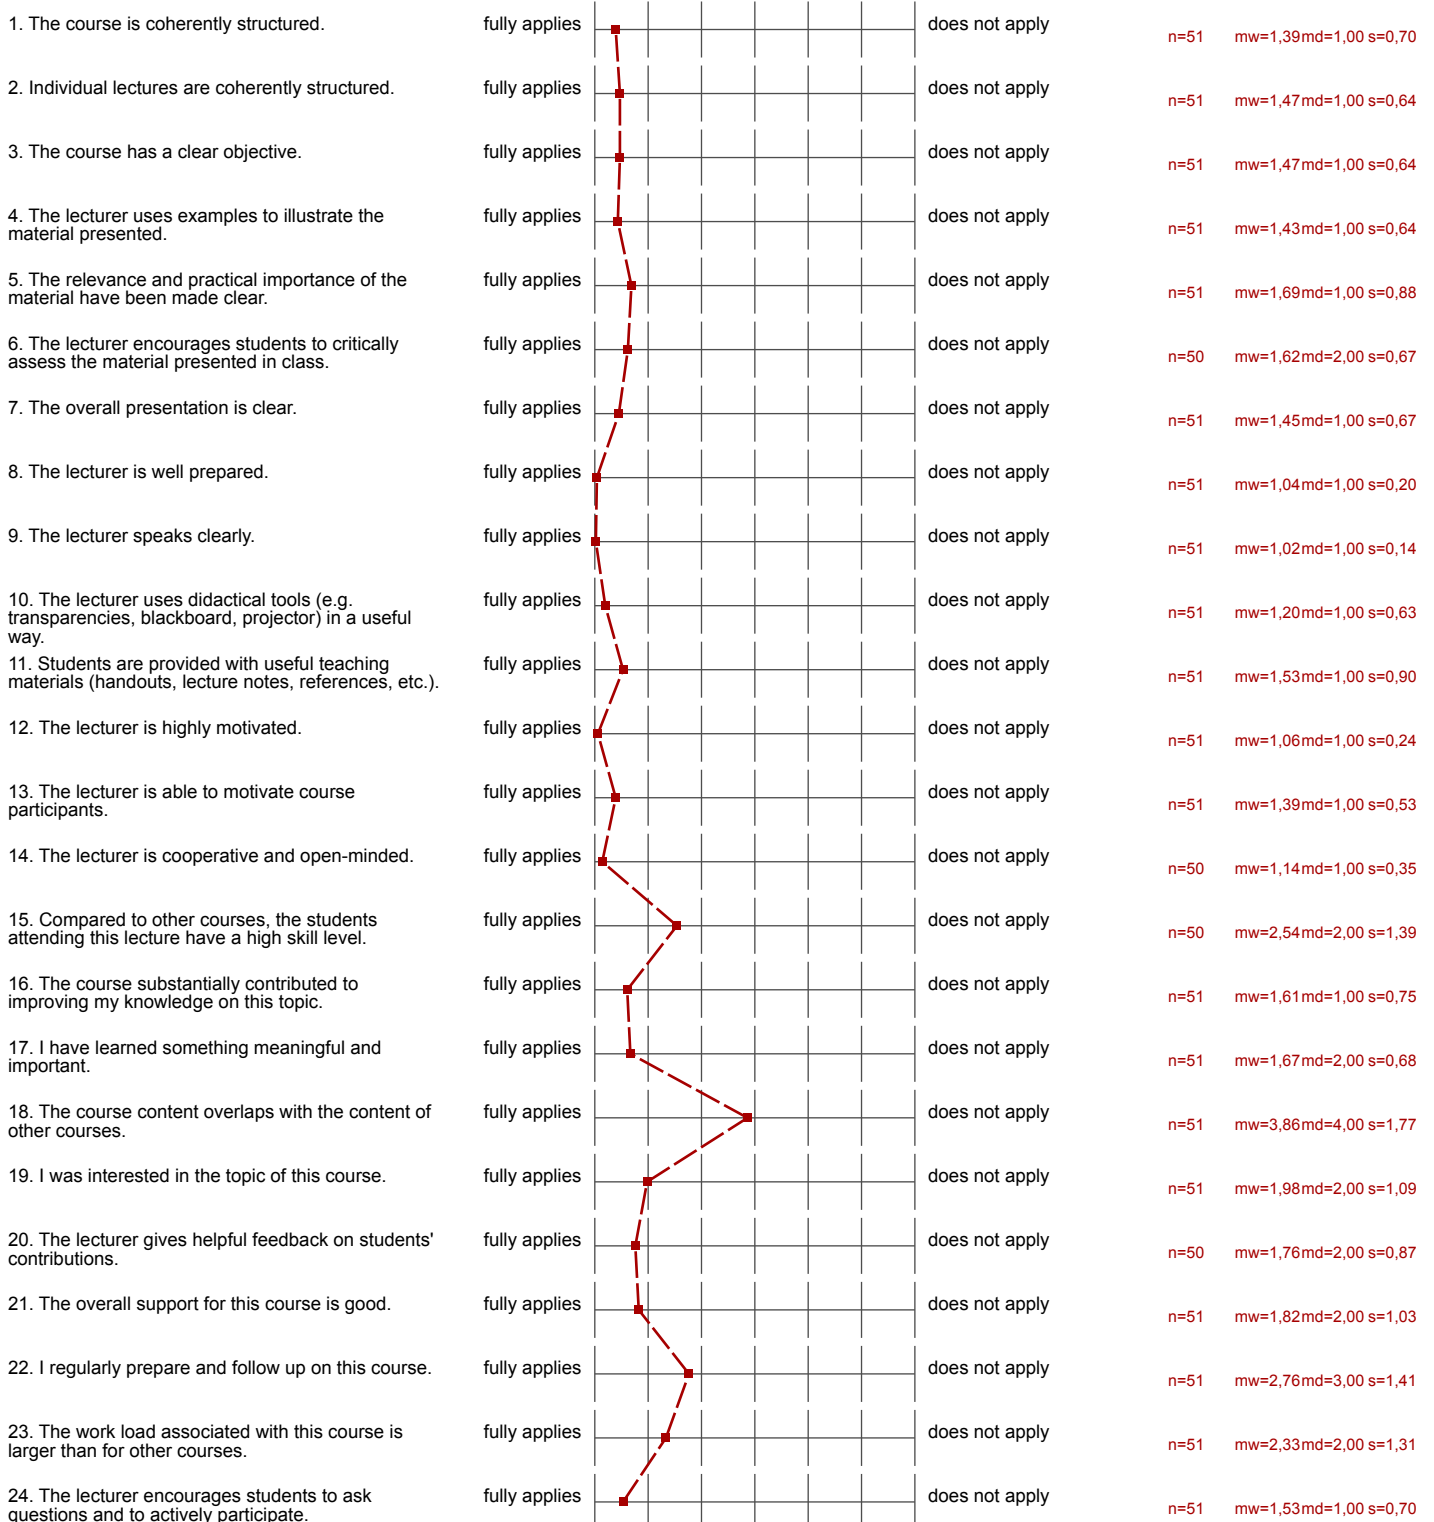 1. The course is coherently structured. fully applies does not apply n=51 mw=1,39 md=1,00 s=0,70
2. Individual lectures are coherently structured. fully applies does not apply n=51 mw=1,47 md=1,00 s=0,64
3. The course has a clear objective. fully applies does not apply n=51 mw=1,47 md=1,00 s=0,64
4. The lecturer uses examples to illustrate the
material presented. fully applies does not apply n=51 mw=1,43 md=1,00 s=0,64
5. The relevance and practical importance of the
material have been made clear. fully applies does not apply n=51 mw=1,69 md=1,00 s=0,88
6. The lecturer encourages students to critically
assess the material presented in class. fully applies does not apply n=50 mw=1,62 md=2,00 s=0,67
7. The overall presentation is clear. fully applies does not apply n=51 mw=1,45 md=1,00 s=0,67
8. The lecturer is well prepared. fully applies does not apply n=51 mw=1,04 md=1,00 s=0,20
9. The lecturer speaks clearly. fully applies does not apply n=51 mw=1,02 md=1,00 s=0,14
10. The lecturer uses didactical tools (e.g.
transparencies, blackboard, projector) in a useful
way. fully applies does not apply n=51 mw=1,20 md=1,00 s=0,63
11. Students are provided with useful teaching
materials (handouts, lecture notes, references, etc.). fully applies does not apply n=51 mw=1,53 md=1,00 s=0,90
12. The lecturer is highly motivated. fully applies does not apply n=51 mw=1,06 md=1,00 s=0,24
13. The lecturer is able to motivate course
participants. fully applies does not apply n=51 mw=1,39 md=1,00 s=0,53
14. The lecturer is cooperative and open-minded. fully applies does not apply n=50 mw=1,14 md=1,00 s=0,35
15. Compared to other courses, the students
attending this lecture have a high skill level. fully applies does not apply n=50 mw=2,54 md=2,00 s=1,39
16. The course substantially contributed to
improving my knowledge on this topic. fully applies does not apply n=51 mw=1,61 md=1,00 s=0,75
17. I have learned something meaningful and
important. fully applies does not apply n=51 mw=1,67 md=2,00 s=0,68
18. The course content overlaps with the content of
other courses. fully applies does not apply n=51 mw=3,86 md=4,00 s=1,77
19. I was interested in the topic of this course. fully applies does not apply n=51 mw=1,98 md=2,00 s=1,09
20. The lecturer gives helpful feedback on students'
contributions. fully applies does not apply n=50 mw=1,76 md=2,00 s=0,87
21. The overall support for this course is good. fully applies does not apply n=51 mw=1,82 md=2,00 s=1,03
22. I regularly prepare and follow up on this course. fully applies does not apply n=51 mw=2,76 md=3,00 s=1,41
23. The work load associated with this course is
larger than for other courses. fully applies does not apply n=51 mw=2,33 md=2,00 s=1,31
24. The lecturer encourages students to ask
questions and to actively participate. fully applies does not apply n=51 mw=1,53 md=1,00 s=0,70